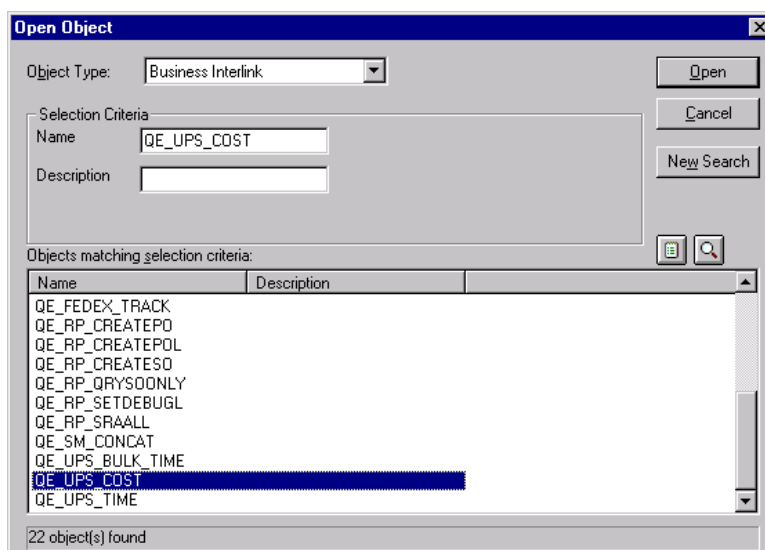 Open Object
Object Type: Business Interlink
Open
Selection Criteria
Name QE_UPS_COST
Cancel
Description
New Search
Objects matching selection criteria:
Name Description
QE_FEDEX_TRACK
QE_RP_CREATEPO
QE_RP_CREATEPOL
QE_RP_CREATESO
QE_RP_QRYSOONLY
QE_RP_SETDEBUGL
QE_RP_SRAALL
QE_SM_CONCAT
QE_UPS_BULK_TIME
QE_UPS_COST
QE_UPS_TIME
22 object(s) found